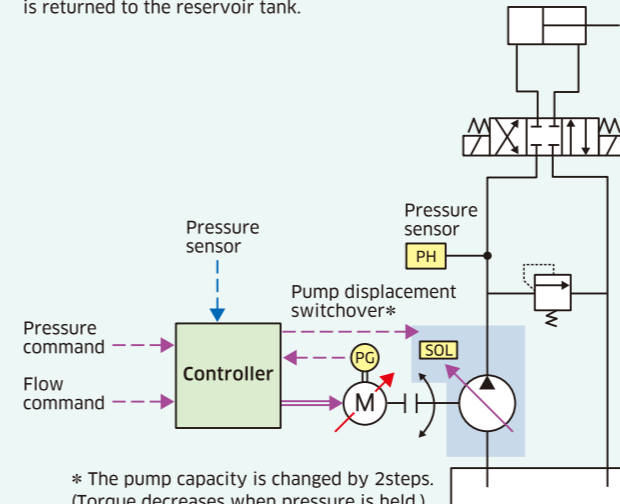 is returned to the reservoir tank.
Pressure
sensor
PH
Pressure
sensor
Pump displacement
switchover*
Pressure
command
Flow
command
Controller
PG
SOL
M
* The pump capacity is changed by 2steps.
(Torque decreases when pressure is held.)